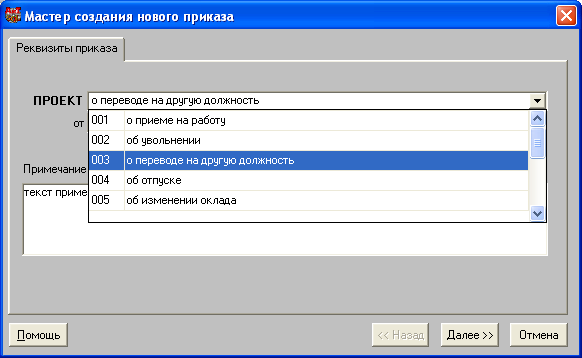 Мастер создания нового приказа
Реквизиты приказа
ПРОЕКТ о переводе на другую должность
от
001 о приеме на работу
002 об увольнении
003 о переводе на другую должность
004 об отпуске
005 об изменении оклада
Примечание
текст приме
Помощь << Назад Далее >> Отмена